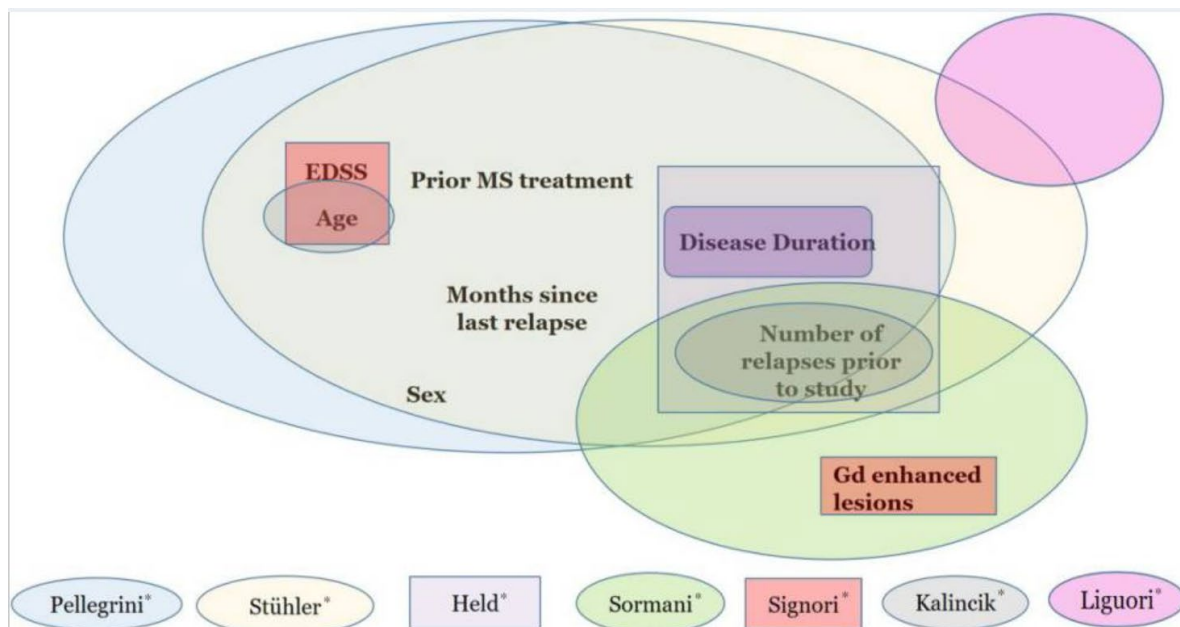 EDSS
Prior MS treatment
Age
Disease Duration
Months since
last relapse
Number of
relapses prior
to study
Sex
Gd enhanced
lesions
Pellegrini*
Stühler*
Held*
Sormani*
Signori*
Kalincik*
Liguori*